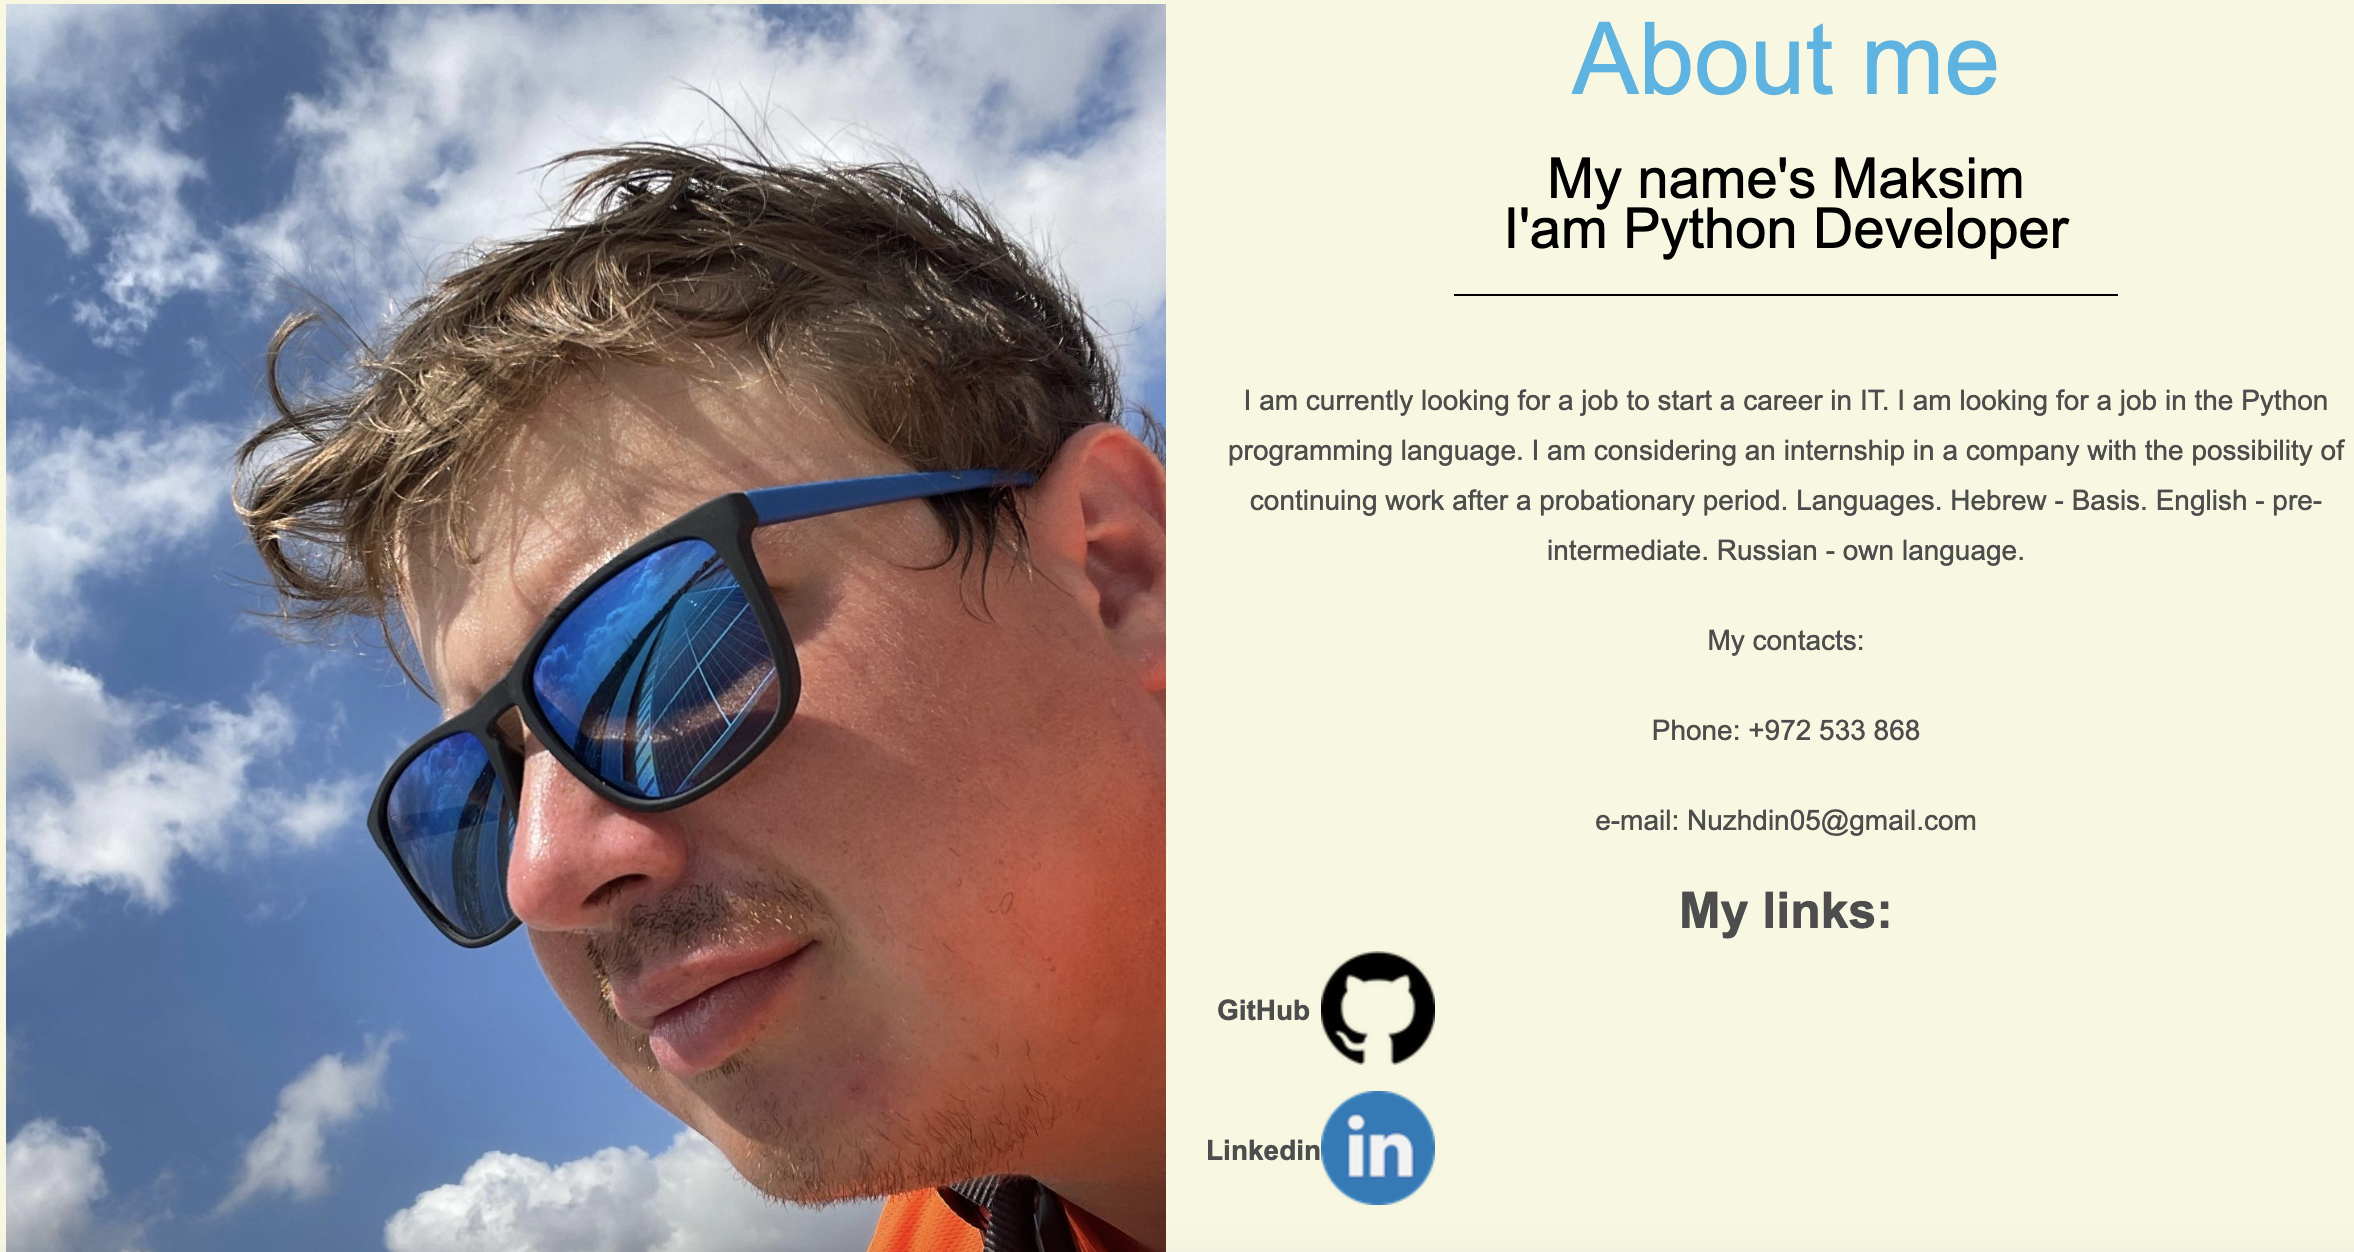 About me
My name's Maksim
I'am Python Developer
I am currently looking for a job to start a career in IT. I am looking for a job in the Python
programming language. I am considering an internship in a company with the possibility of
continuing work after a probationary period. Languages. Hebrew - Basis. English - pre-
intermediate. Russian - own language.
My contacts:
Phone: +972 533 868
e-mail: Nuzhdin05@gmail.com
My links:
GitHub
Linkedin in